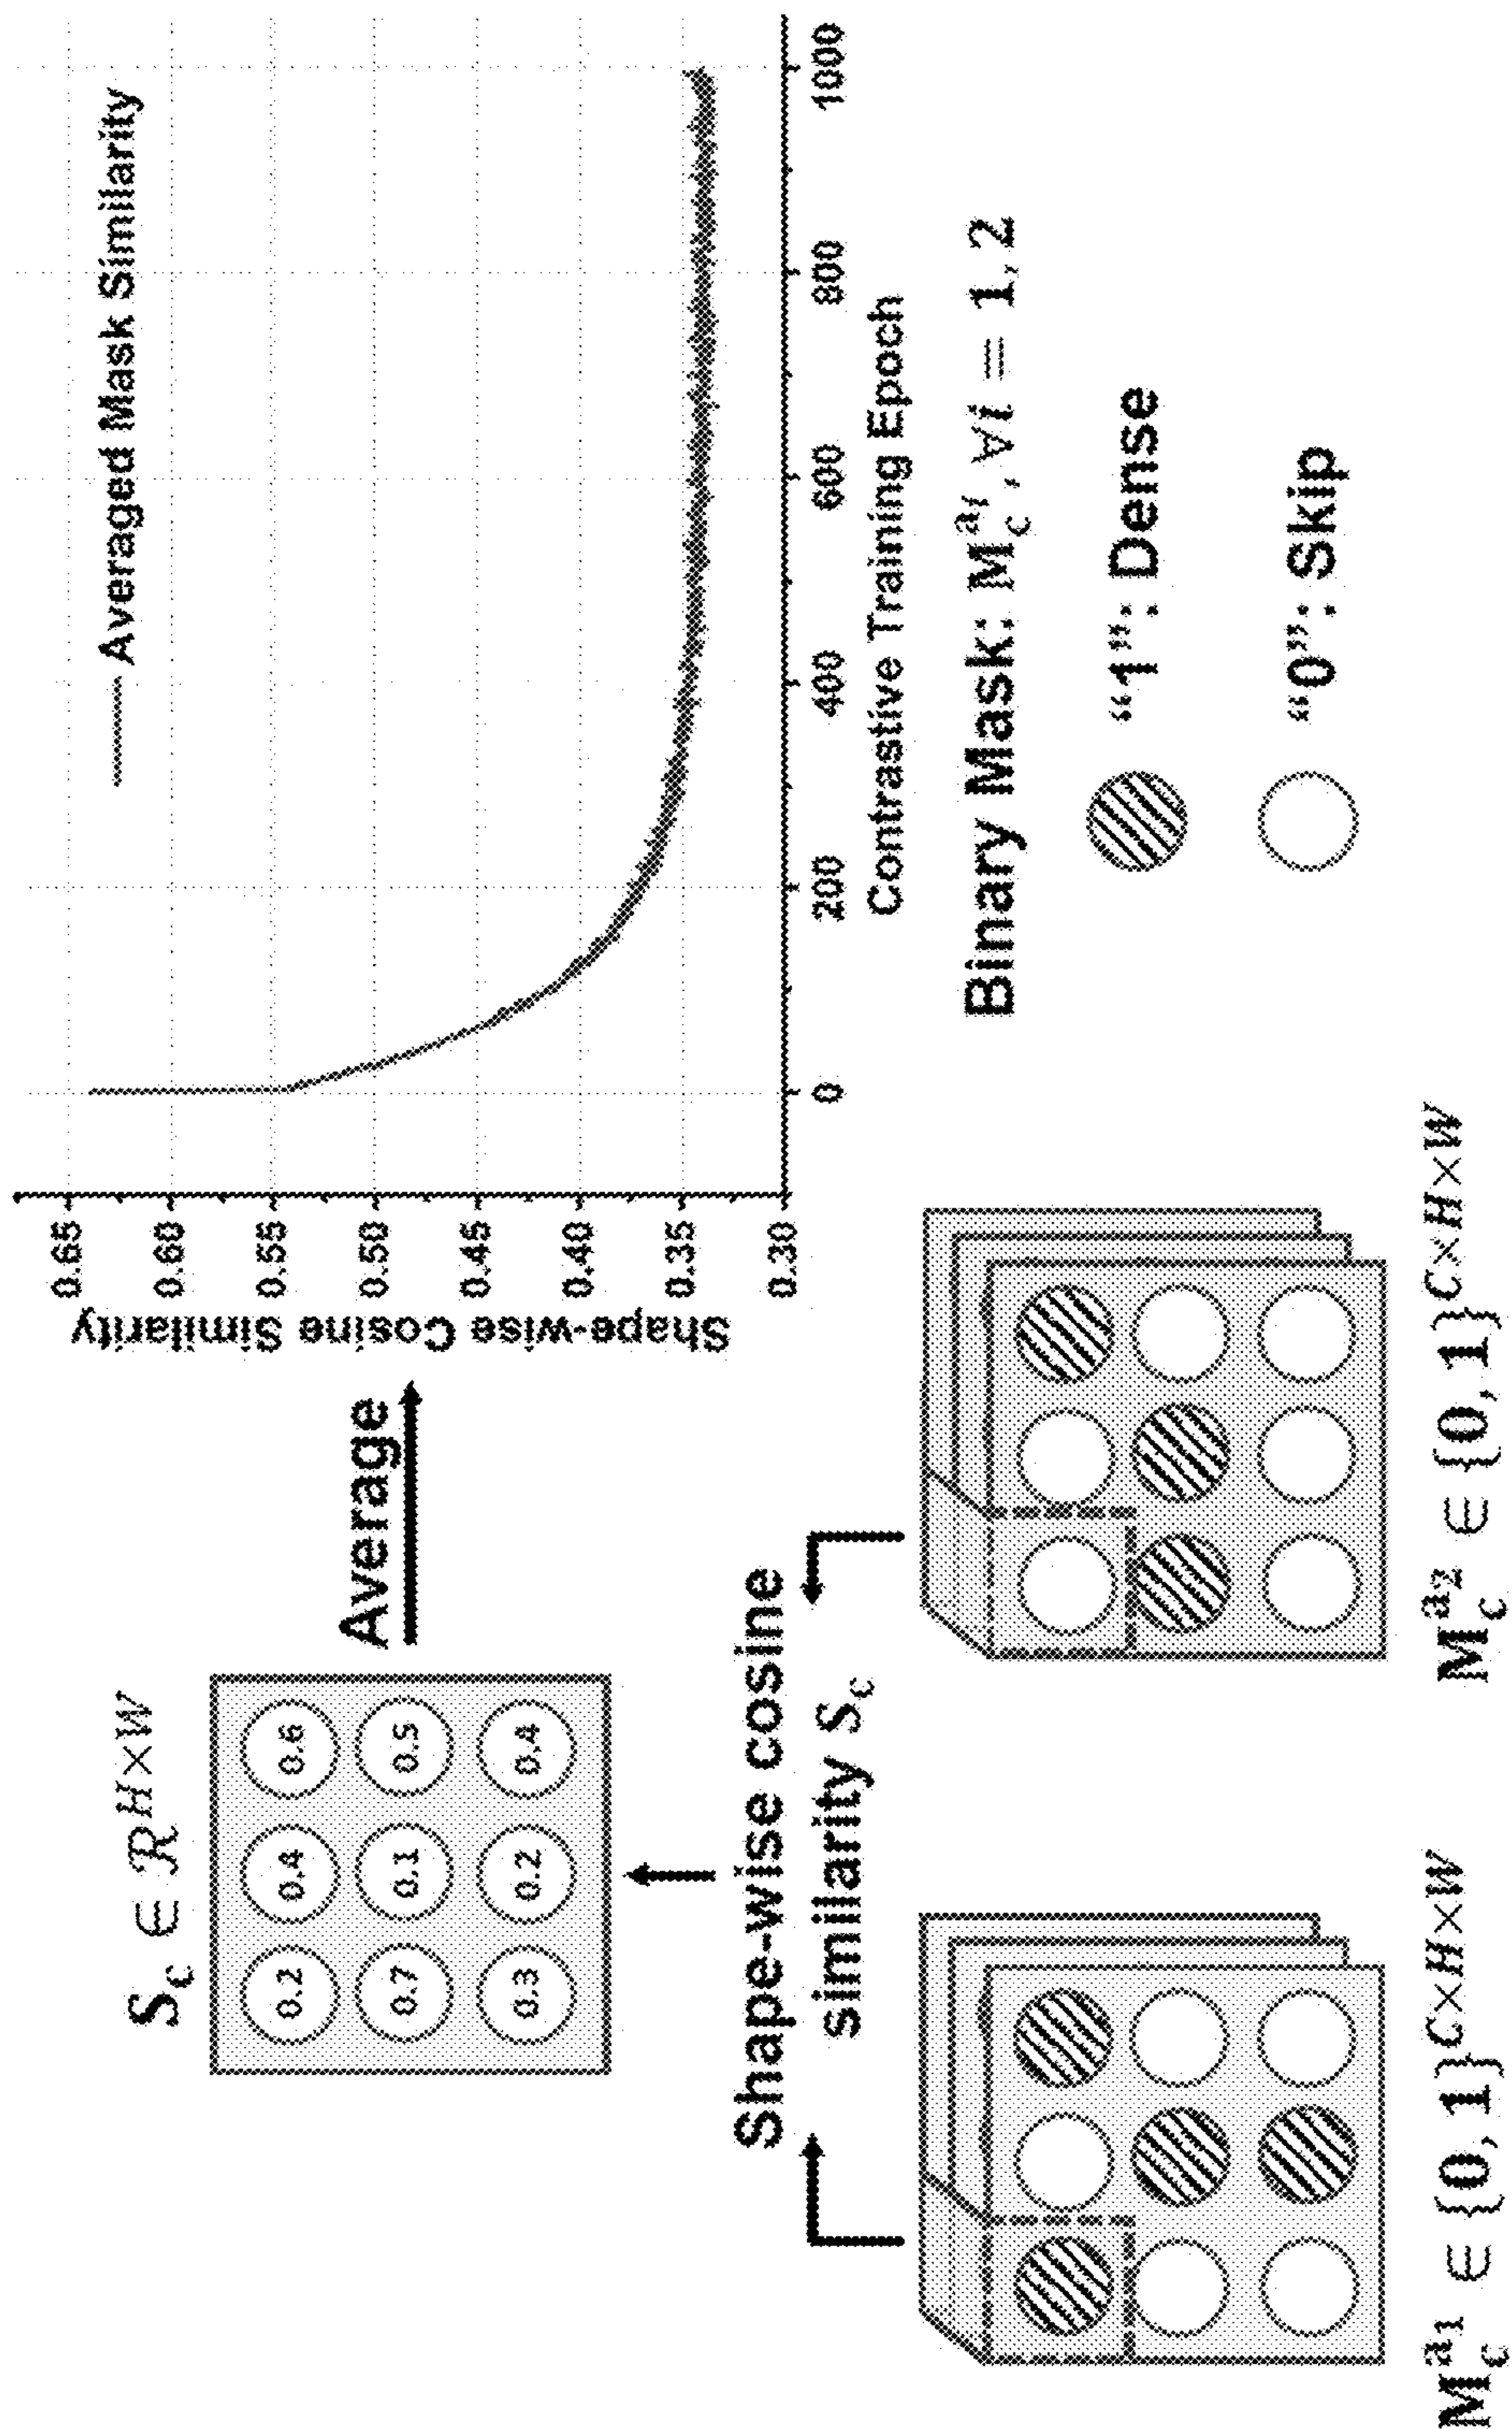 S_c ∈ ℛ^{H×W}
0.2 0.4 0.6
0.7 0.1 0.5
0.3 0.2 0.4
Average
Shape-wise cosine
similarity S_c
M_c^{a_1} ∈ {0, 1}^{C×H×W}
M_c^{a_2} ∈ {0, 1}^{C×H×W}
Shape-wise Cosine Similarity
0.65
0.60
0.55
0.50
0.45
0.40
0.35
0.30
Averaged Mask Similarity
0 200 400 600 800 1000
Contrastive Training Epoch
Binary Mask: M_c^{a_i}, ∀i = 1, 2
“1”: Dense
“0”: Skip